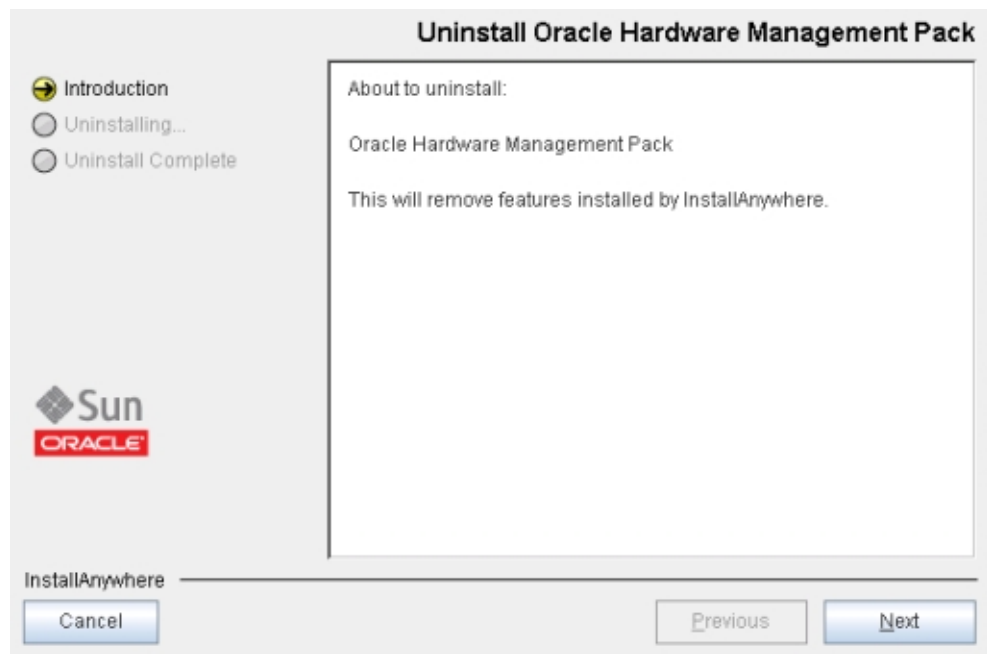 Uninstall Oracle Hardware Management Pack
Introduction
Uninstalling...
Uninstall Complete
About to uninstall:
Oracle Hardware Management Pack
This will remove features installed by InstallAnywhere.
Sun
ORACLE
InstallAnywhere
Cancel
Previous
Next